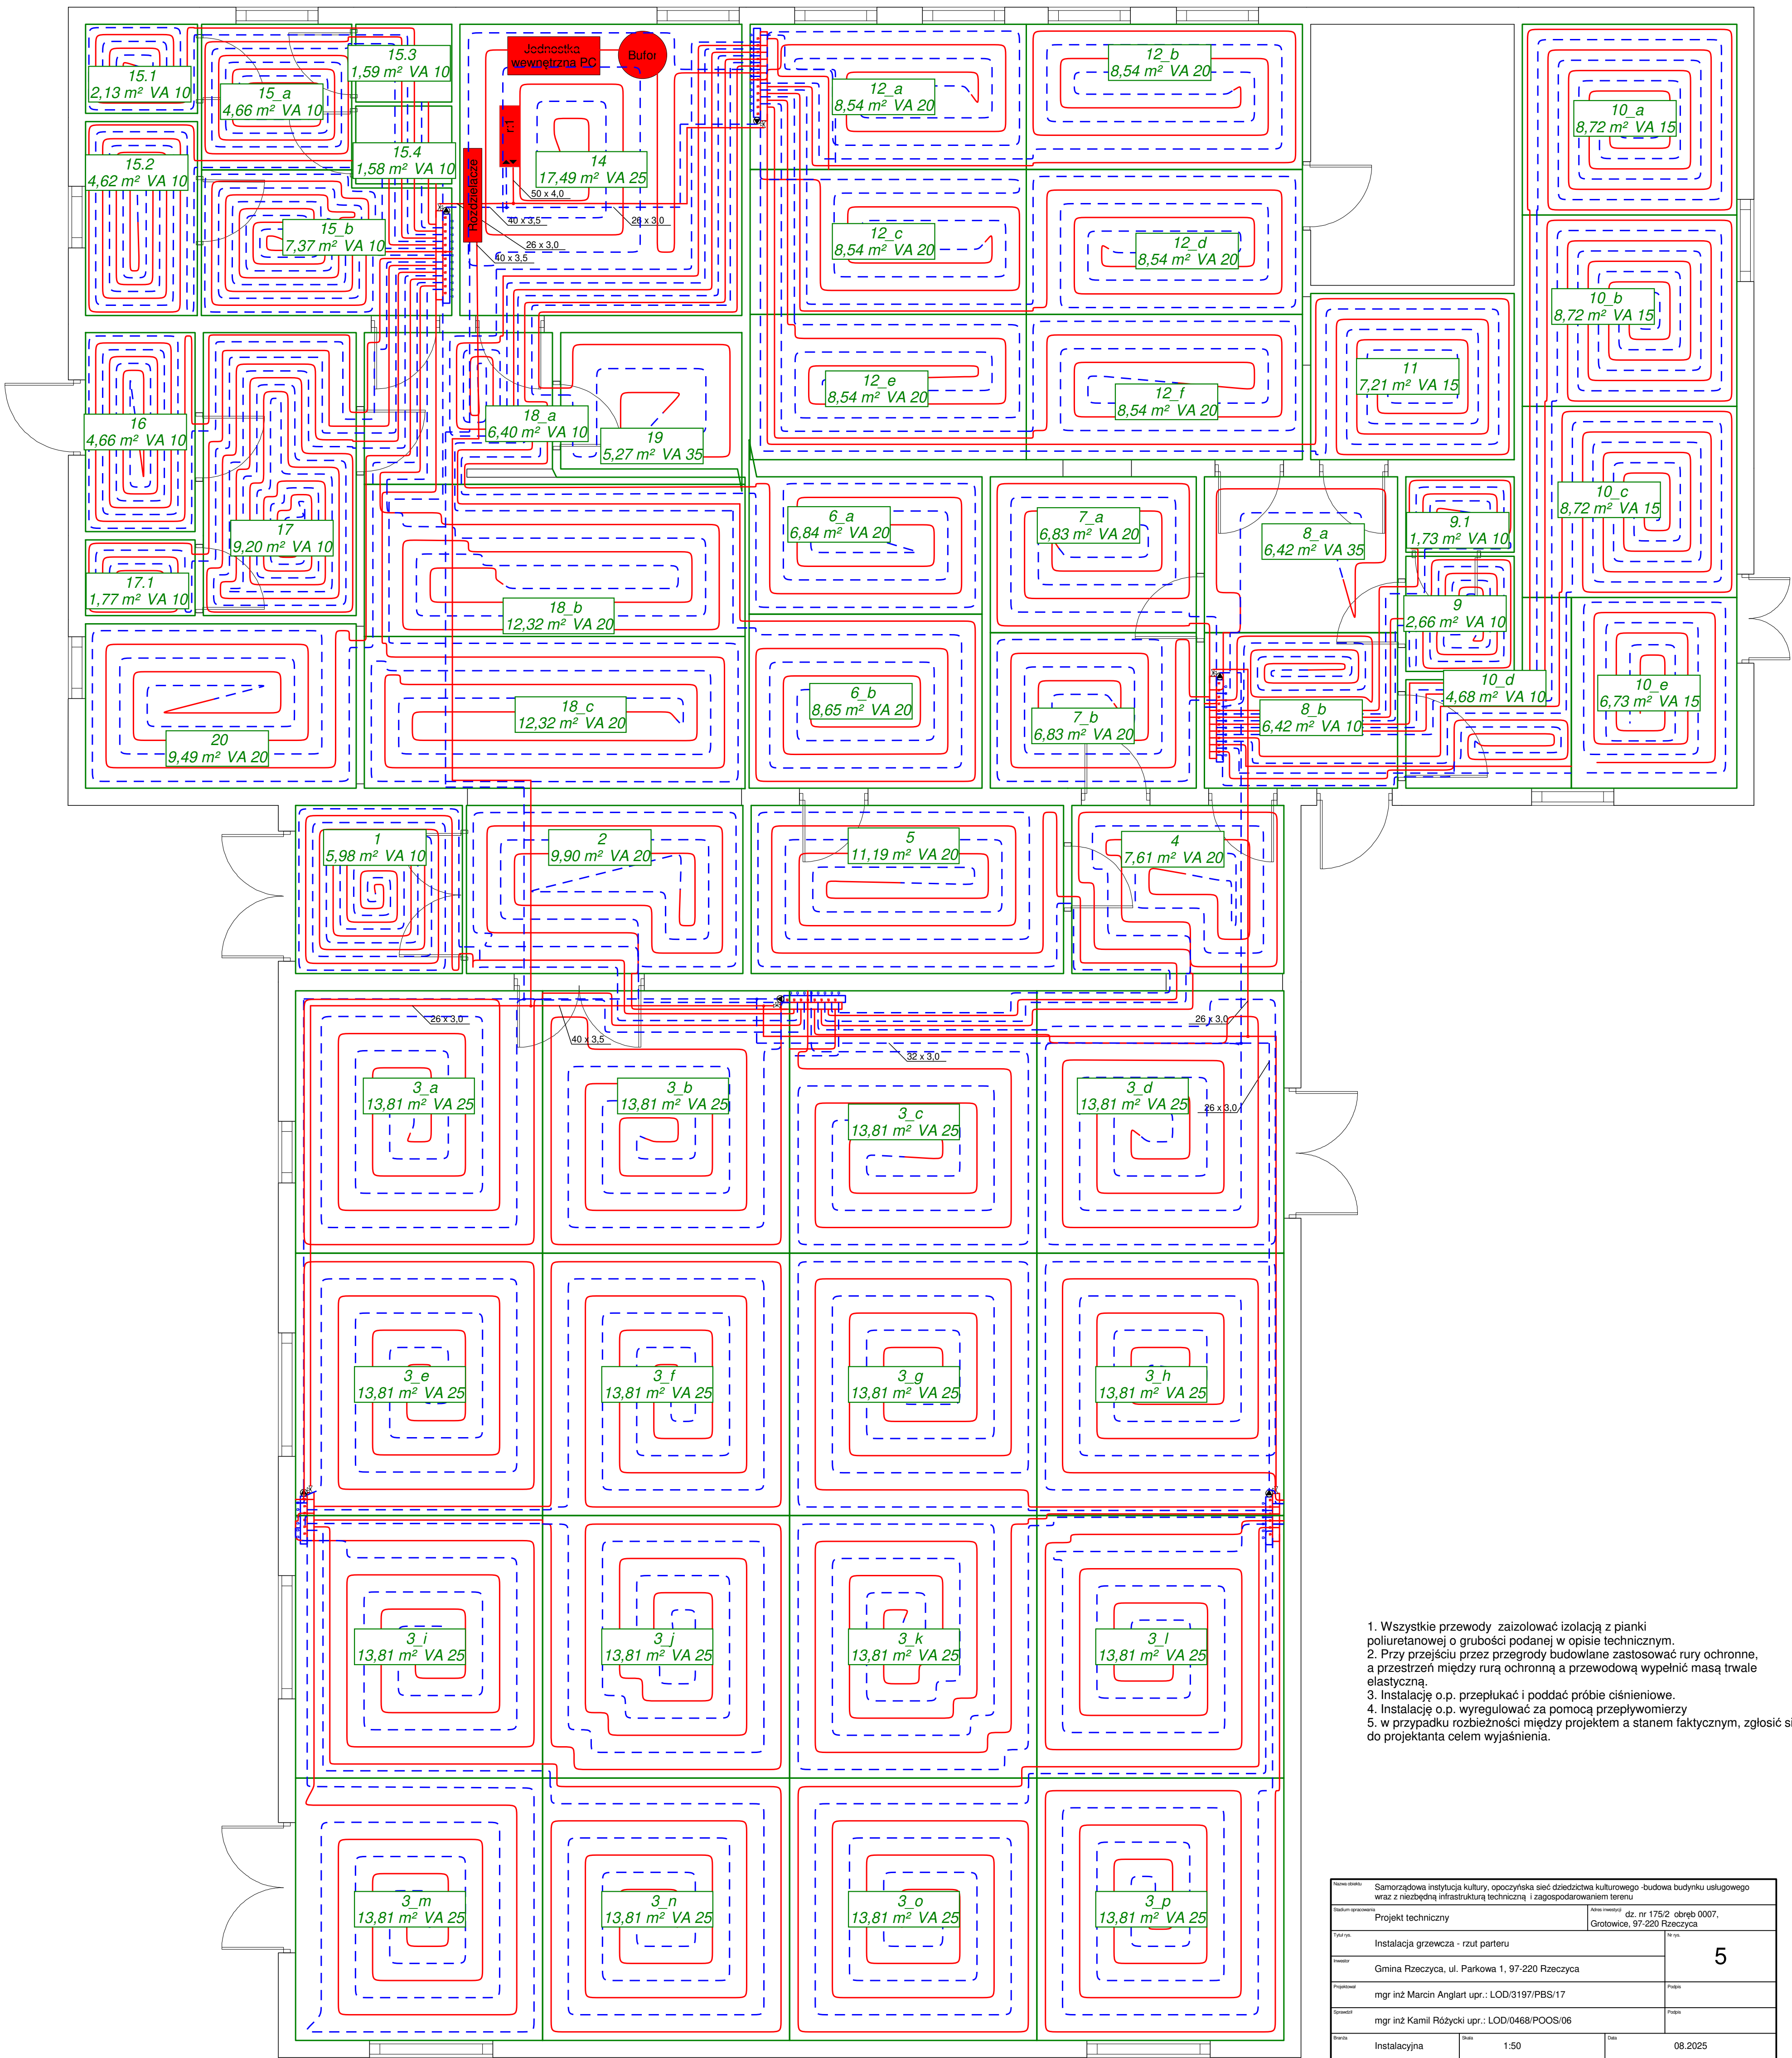 15.1
2,13 m² VA 10
15_a
4,66 m² VA 10
15.3
1,59 m² VA 10
Jednostka
wewnętrzna PC
Bufor
r.1
Rozdzielacze
14
17,49 m² VA 25
50 x 4,0
40 x 3,5
26 x 3,0
26 x 3,0
40 x 3,5
12_a
8,54 m² VA 20
12_b
8,54 m² VA 20
10_a
8,72 m² VA 15
15.2
4,62 m² VA 10
15.4
1,58 m² VA 10
15_b
7,37 m² VA 10
12_c
8,54 m² VA 20
12_d
8,54 m² VA 20
10_b
8,72 m² VA 15
16
4,66 m² VA 10
18_a
6,40 m² VA 10
19
5,27 m² VA 35
12_e
8,54 m² VA 20
12_f
8,54 m² VA 20
11
7,21 m² VA 15
10_c
8,72 m² VA 15
17
9,20 m² VA 10
6_a
6,84 m² VA 20
7_a
6,83 m² VA 20
8_a
6,42 m² VA 35
9.1
1,73 m² VA 10
17.1
1,77 m² VA 10
18_b
12,32 m² VA 20
9
2,66 m² VA 10
20
9,49 m² VA 20
18_c
12,32 m² VA 20
6_b
8,65 m² VA 20
7_b
6,83 m² VA 20
8_b
6,42 m² VA 10
10_d
4,68 m² VA 10
10_e
6,73 m² VA 15
1
5,98 m² VA 10
2
9,90 m² VA 20
5
11,19 m² VA 20
4
7,61 m² VA 20
26 x 3,0
40 x 3,5
32 x 3,0
26 x 3,0
26 x 3,0
3_a
13,81 m² VA 25
3_b
13,81 m² VA 25
3_c
13,81 m² VA 25
3_d
13,81 m² VA 25
3_e
13,81 m² VA 25
3_f
13,81 m² VA 25
3_g
13,81 m² VA 25
3_h
13,81 m² VA 25
3_i
13,81 m² VA 25
3_j
13,81 m² VA 25
3_k
13,81 m² VA 25
3_l
13,81 m² VA 25
3_m
13,81 m² VA 25
3_n
13,81 m² VA 25
3_o
13,81 m² VA 25
3_p
13,81 m² VA 25
1. Wszystkie przewody zaizolować izolacją z pianki
poliuretanowej o grubości podanej w opisie technicznym.
2. Przy przejściu przez przegrody budowlane zastosować rury ochronne,
a przestrzeń między rurą ochronną a przewodową wypełnić masą trwale
elastyczną.
3. Instalację o.p. przepłukać i poddać próbie ciśnieniowe.
4. Instalację o.p. wyregulować za pomocą przepływomierzy
5. w przypadku rozbieżności między projektem a stanem faktycznym, zgłosić si
do projektanta celem wyjaśnienia.
Nazwa obiektu
Samorządowa instytucja kultury, opoczyńska sieć dziedzictwa kulturowego -budowa budynku usługowego
wraz z niezbędną infrastrukturą techniczną i zagospodarowaniem terenu
Stadium opracowania
Projekt techniczny
Adres inwestycji
dz. nr 175/2 obręb 0007,
Grotowice, 97-220 Rzeczyca
Tytuł rys.
Instalacja grzewcza - rzut parteru
Nr rys.
5
Inwestor
Gmina Rzeczyca, ul. Parkowa 1, 97-220 Rzeczyca
Projektował
mgr inż Marcin Anglart upr.: LOD/3197/PBS/17
Podpis
Sprawdził
mgr inż Kamil Różycki upr.: LOD/0468/POOS/06
Podpis
Branża
Instalacyjna
Skala
1:50
Data
08.2025